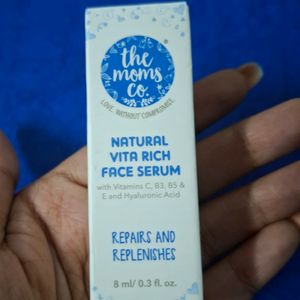 the
moms
co.
LOVE, WITHOUT COMPROMISE.
NATURAL
VITA RICH
FACE SERUM
with Vitamins C, B3, B5 &
E and Hyaluronic Acid
REPAIRS AND
REPLENISHES
8 ml/ 0.3 fl. oz.